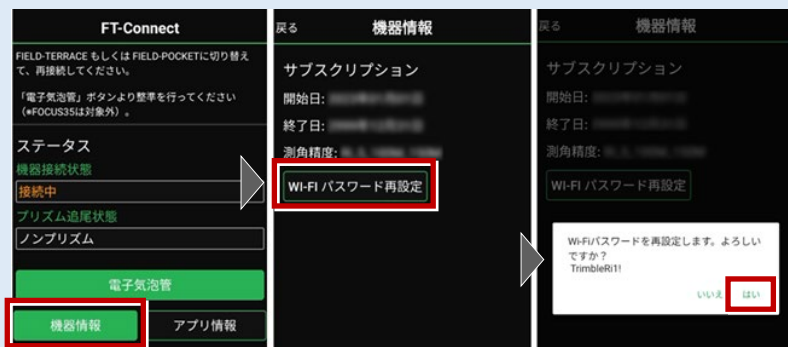 FT-Connect
FIELD-TERRACE もしくは FIELD-POCKETに切り替え
て、再接続してください。
「電子気泡管」ボタンより整準を行ってください
（※FOCUS35は対象外）。
ステータス
機器接続状態
接続中
プリズム追尾状態
ノンプリズム
電子気泡管
機器情報
アプリ情報
戻る
機器情報
サブスクリプション
開始日:
終了日:
測角精度:
WI-FI パスワード再設定
戻る
機器情報
サブスクリプション
開始日:
終了日:
測角精度:
WI-FI パスワード再設定
Wi-Fiパスワードを再設定します。よろしい
ですか？
TrimbleRi1!
いいえ
はい